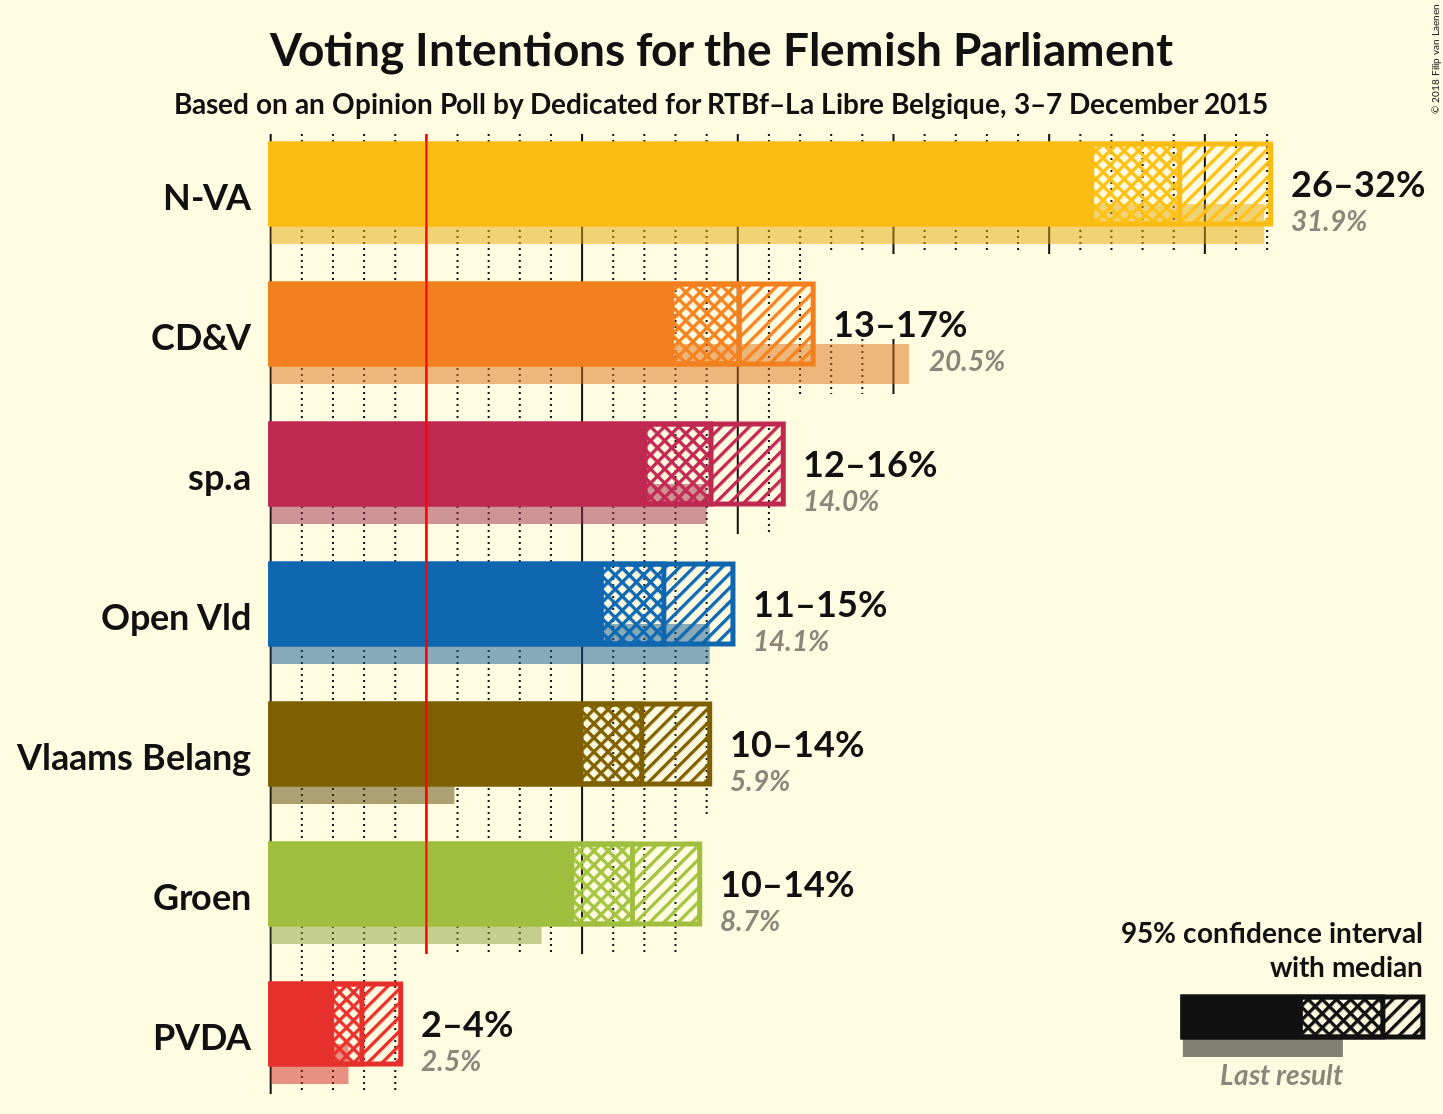 Voting Intentions for the Flemish Parliament
Based on an Opinion Poll by Dedicated for RTBf–La Libre Belgique, 3–7 December 2015
© 2018 Filip van Laenen
N-VA
26–32%
31.9%
CD&V
13–17%
20.5%
sp.a
12–16%
14.0%
Open Vld
11–15%
14.1%
Vlaams Belang
10–14%
5.9%
Groen
10–14%
8.7%
PVDA
2–4%
2.5%
95% confidence interval
with median
Last result